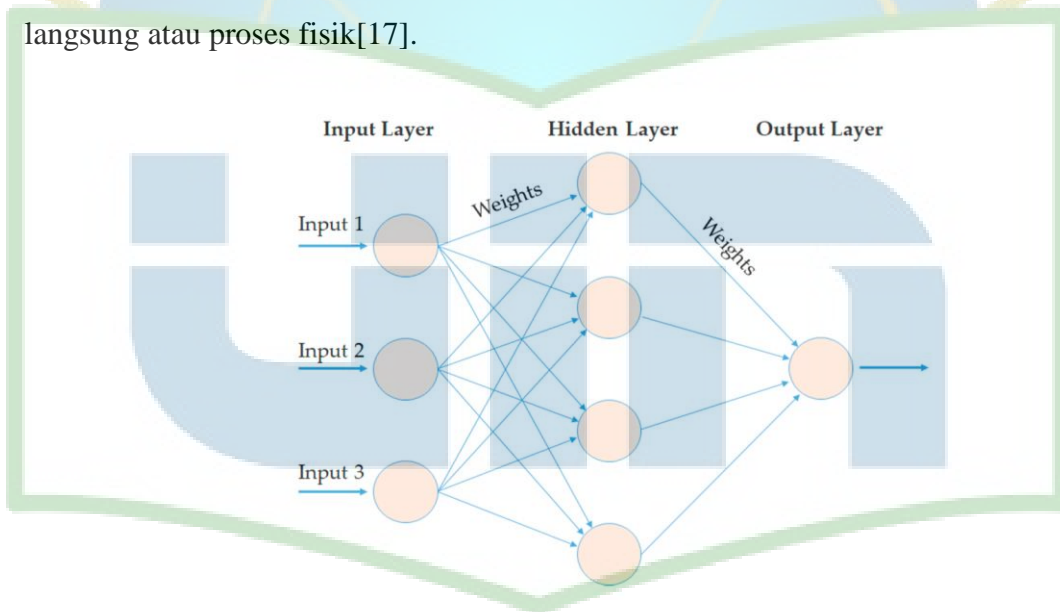 langsung atau proses fisik[17].
Input Layer Hidden Layer Output Layer
Weights
Input 1
Weights
Input 2
Input 3